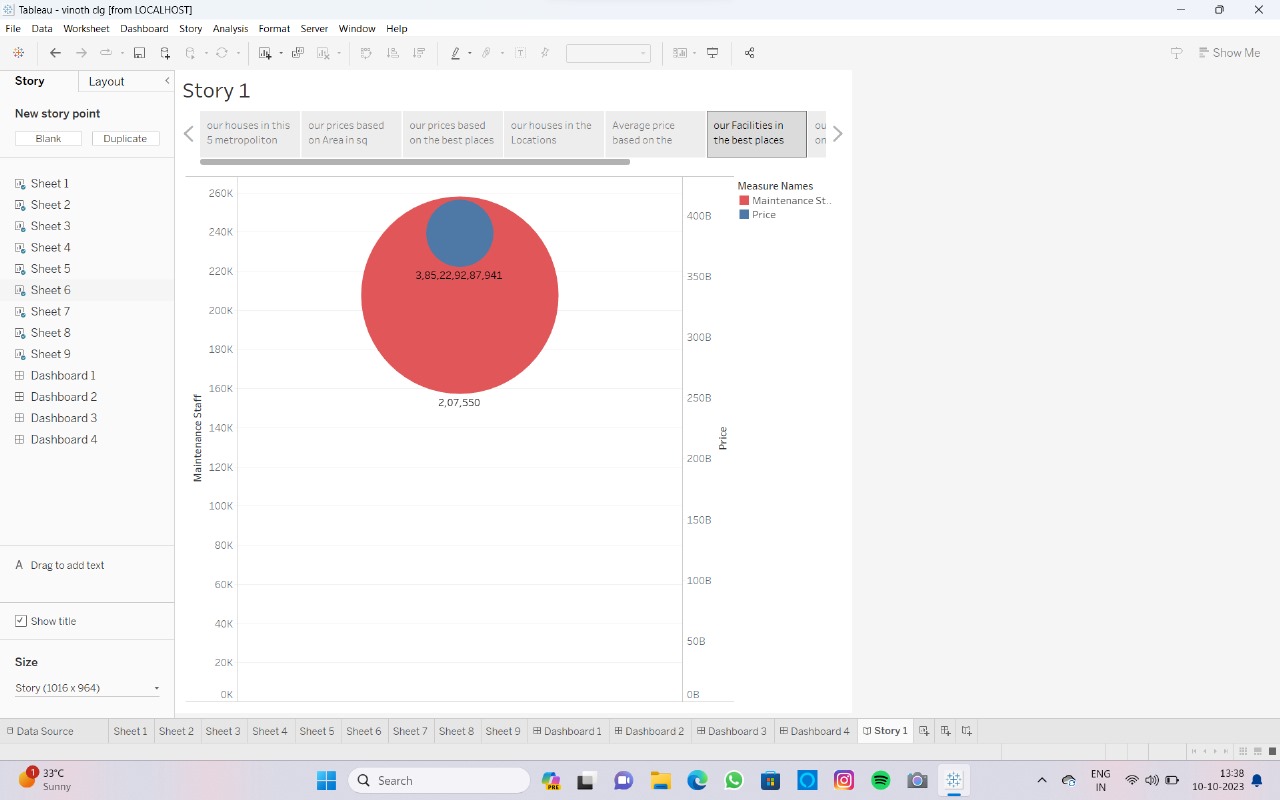 Tableau - vinoth clg [from LOCALHOST]
File Data Worksheet Dashboard Story Analysis Format Server Window Help
Show Me
Story Layout
New story point
Blank Duplicate
Sheet 1
Sheet 2
Sheet 3
Sheet 4
Sheet 5
Sheet 6
Sheet 7
Sheet 8
Sheet 9
Dashboard 1
Dashboard 2
Dashboard 3
Dashboard 4
A Drag to add text
Show title
Size
Story (1016 x 964)
Story 1
our houses in this
5 metropoliton
our prices based
on Area in sq
our prices based
on the best places
our houses in the
Locations
Average price
based on the
our Facilities in
the best places
ou
on
Maintenance Staff
260K
240K
220K
200K
180K
160K
140K
120K
100K
80K
60K
40K
20K
0K
3,85,22,92,87,941
2,07,550
400B
350B
300B
250B
200B
150B
100B
50B
0B
Price
Measure Names
Maintenance St..
Price
Data Source Sheet 1 Sheet 2 Sheet 3 Sheet 4 Sheet 5 Sheet 6 Sheet 7 Sheet 8 Sheet 9 Dashboard 1 Dashboard 2 Dashboard 3 Dashboard 4 Story 1
1
33°C
Sunny
Search
PRE
ENG
IN
13:38
10-10-2023